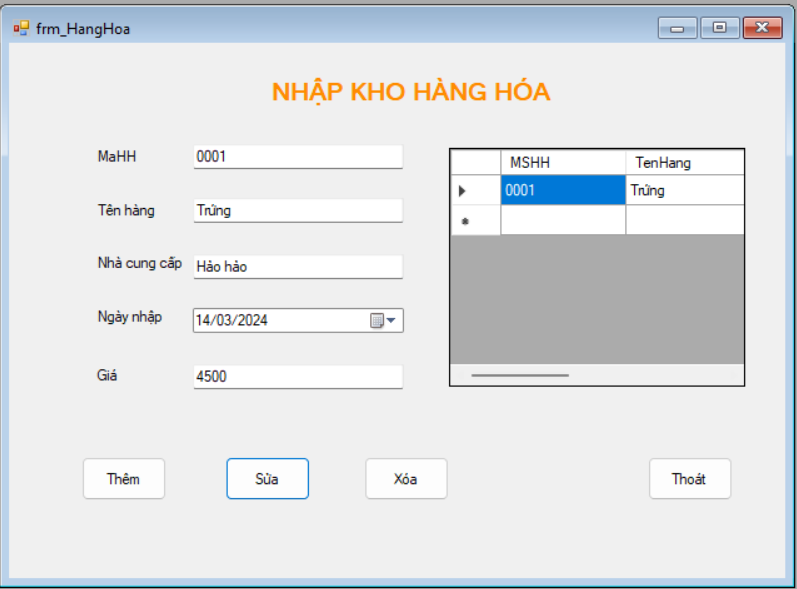 frm_HangHoa
NHẬP KHO HÀNG HÓA
MaHH 0001
MSHH TenHang
0001 Trứng
Tên hàng Trứng
Nhà cung cấp Hảo hảo
Ngày nhập 14/03/2024
Giá 4500
Thêm Sửa Xóa Thoát